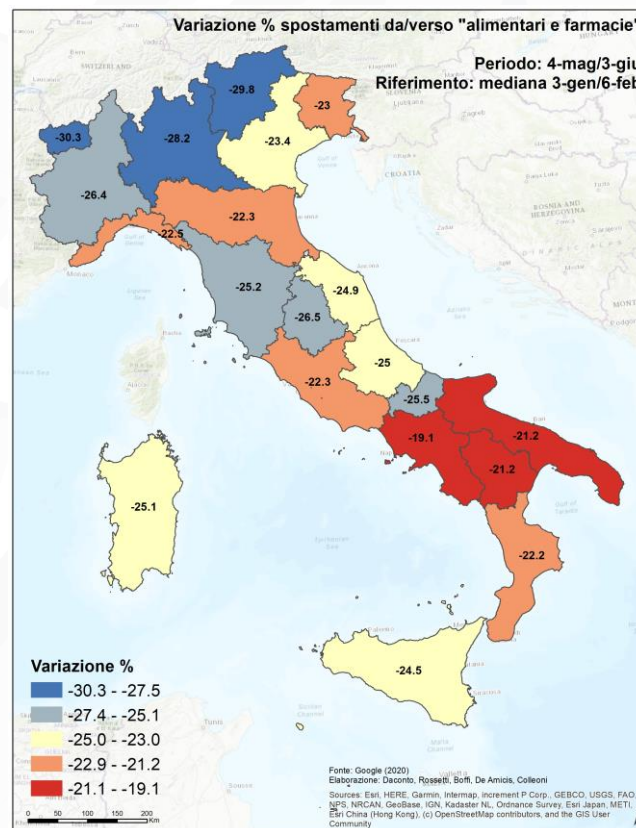 Variazione % spostamenti da/verso "alimentari e farmacie"
Periodo: 4-mag/3-giu
Riferimento: mediana 3-gen/6-feb
SWITZERLAND
-29.8
-23
-30.3
-28.2
-23.4
-26.4
CROATIA
BOSNIA AND
HERZEGOVINA
-22.3
-22.5
Monaco
-25.2
-24.9
-26.5
-25
-22.3
-25.5
-21.2
-19.1
-21.2
-25.1
-22.2
-24.5
Tunis
Valletta
Variazione %
-30.3 - -27.5
-27.4 - -25.1
-25.0 - -23.0
-22.9 - -21.2
-21.1 - -19.1
0 50 100 200
Km
Fonte: Google (2020)
Elaborazione: Daconto, Rossetti, Boffi, De Amicis, Colleoni
Sources: Esri, HERE, Garmin, Intermap, increment P Corp., GEBCO, USGS, FAO,
NPS, NRCAN, GeoBase, IGN, Kadaster NL, Ordnance Survey, Esri Japan, METI,
Esri China (Hong Kong), (c) OpenStreetMap contributors, and the GIS User
Community